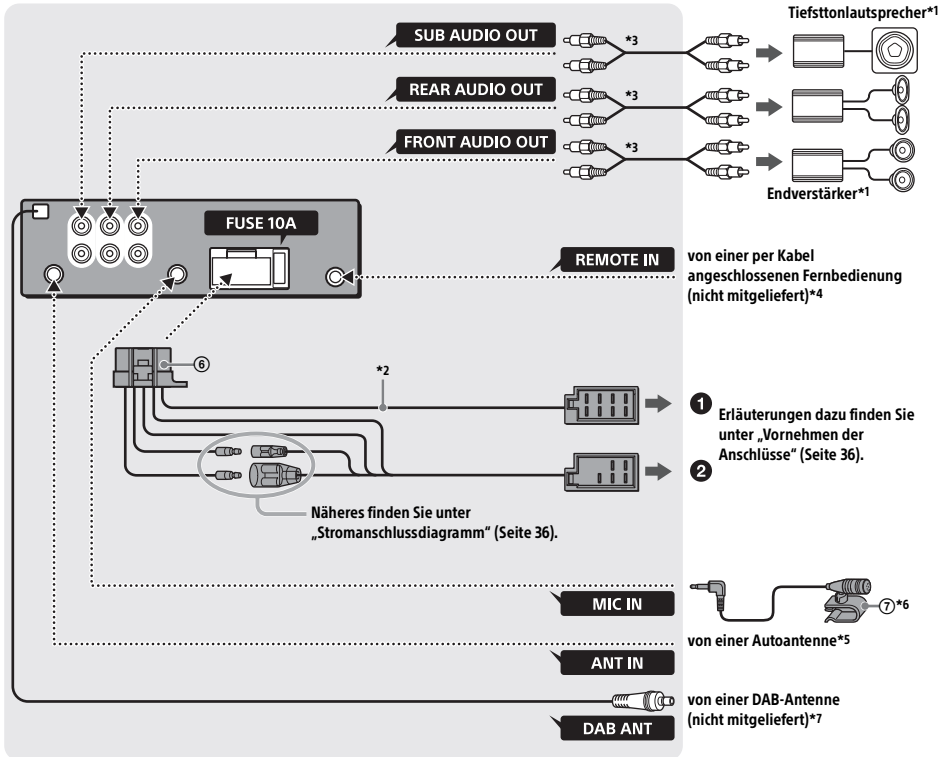 Tiefsttonlautsprecher*1
SUB AUDIO OUT
*3
REAR AUDIO OUT
*3
FRONT AUDIO OUT
*3
Endverstärker*1
FUSE 10A
REMOTE IN
von einer per Kabel
angeschlossenen Fernbedienung
(nicht mitgeliefert)*4
⑥
*2
❶
Erläuterungen dazu finden Sie
unter „Vornehmen der
Anschlüsse“ (Seite 36).
❷
Näheres finden Sie unter
„Stromanschlussdiagramm“ (Seite 36).
MIC IN
⑦*6
von einer Autoantenne*5
ANT IN
von einer DAB-Antenne
(nicht mitgeliefert)*7
DAB ANT